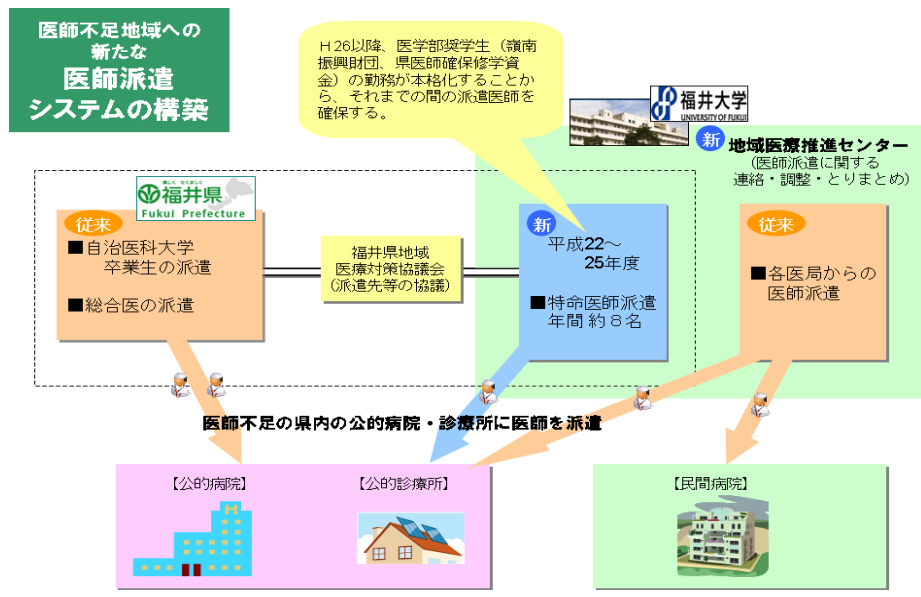 医師不足地域への
新たな
医師派遣
システムの構築
H26以降、医学部奨学生（嶺南
振興財団、県医師確保修学資
金）の勤務が本格化することか
ら、それまでの間の派遣医師を
確保する。
福井大学
UNIVERSITY OF FUKUI
新
地域医療推進センター
（医師派遣に関する
連絡・調整・とりまとめ）
福井県
Fukui Prefecture
従来
■自治医科大学
卒業生の派遣
■総合医の派遣
福井県地域
医療対策協議会
（派遣先等の協議）
新
平成22～
25年度
■特命医師派遣
年間約８名
従来
■各医局からの
医師派遣
医師不足の県内の公的病院・診療所に医師を派遣
【公的病院】
【公的診療所】
【民間病院】
H